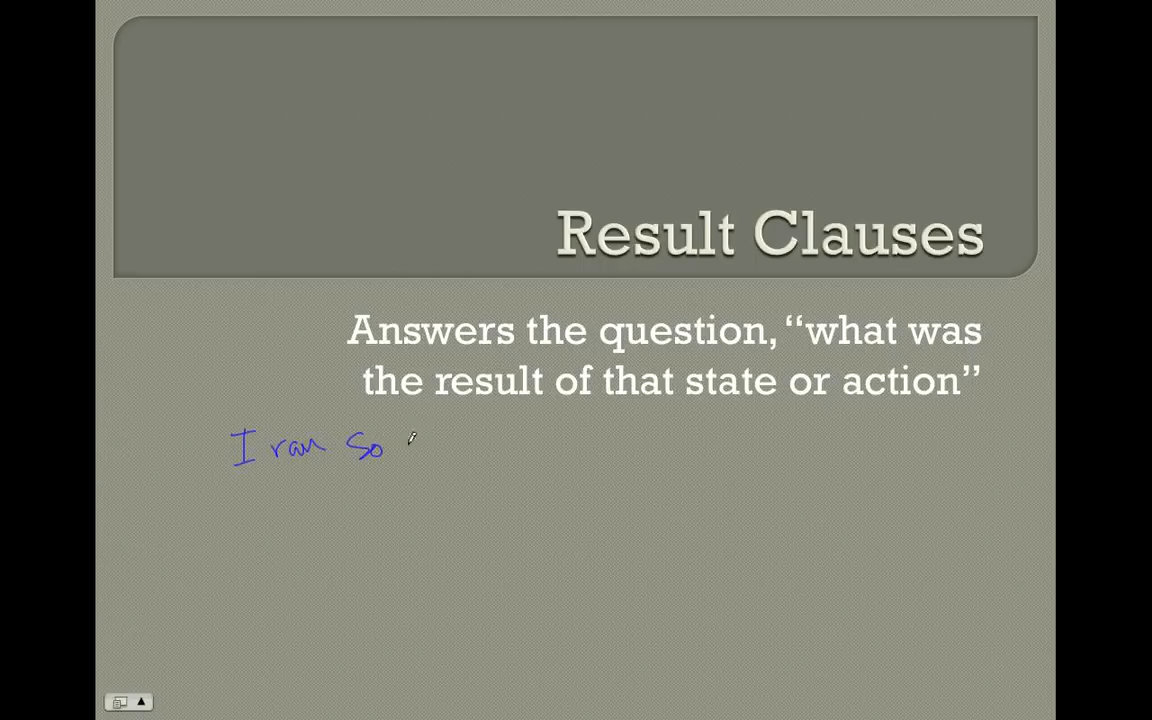 Result Clauses
Answers the question, “what was
the result of that state or action”
I ran so